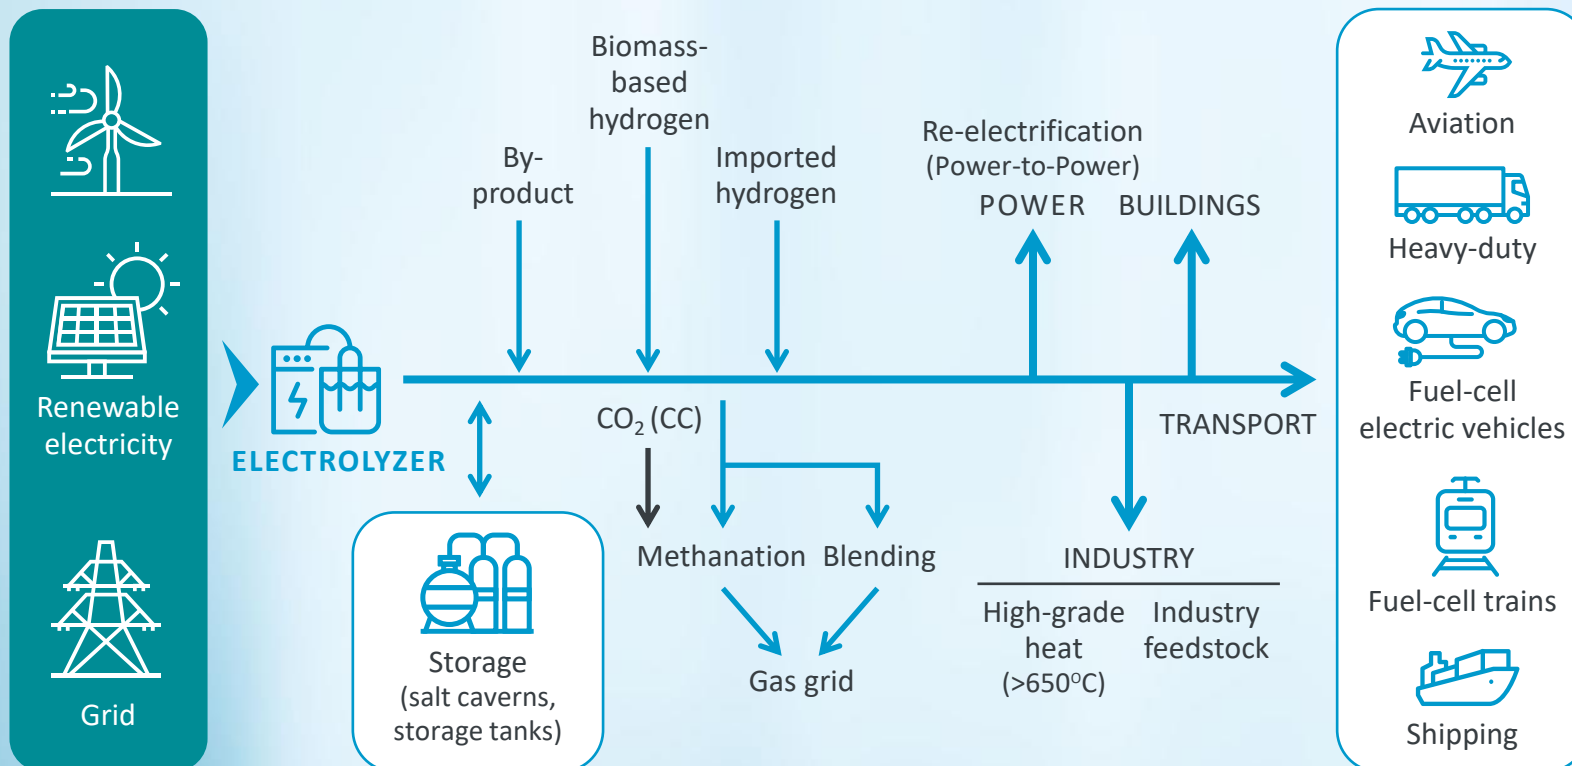 Renewable
electricity
Grid
ELECTROLYZER
By-
product
Biomass-
based
hydrogen
Imported
hydrogen
Re-electrification
(Power-to-Power)
POWER
BUILDINGS
TRANSPORT
CO₂ (CC)
Methanation
Blending
Gas grid
Storage
(salt caverns,
storage tanks)
INDUSTRY
High-grade
heat
(>650°C)
Industry
feedstock
Aviation
Heavy-duty
Fuel-cell
electric vehicles
Fuel-cell trains
Shipping